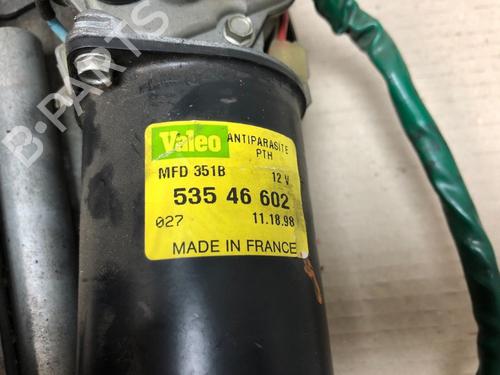 B-PARTS
Valeo ANTIPARASITE
PTH
MFD 351B 12 V
535 46 602
027 11.18.98
MADE IN FRANCE